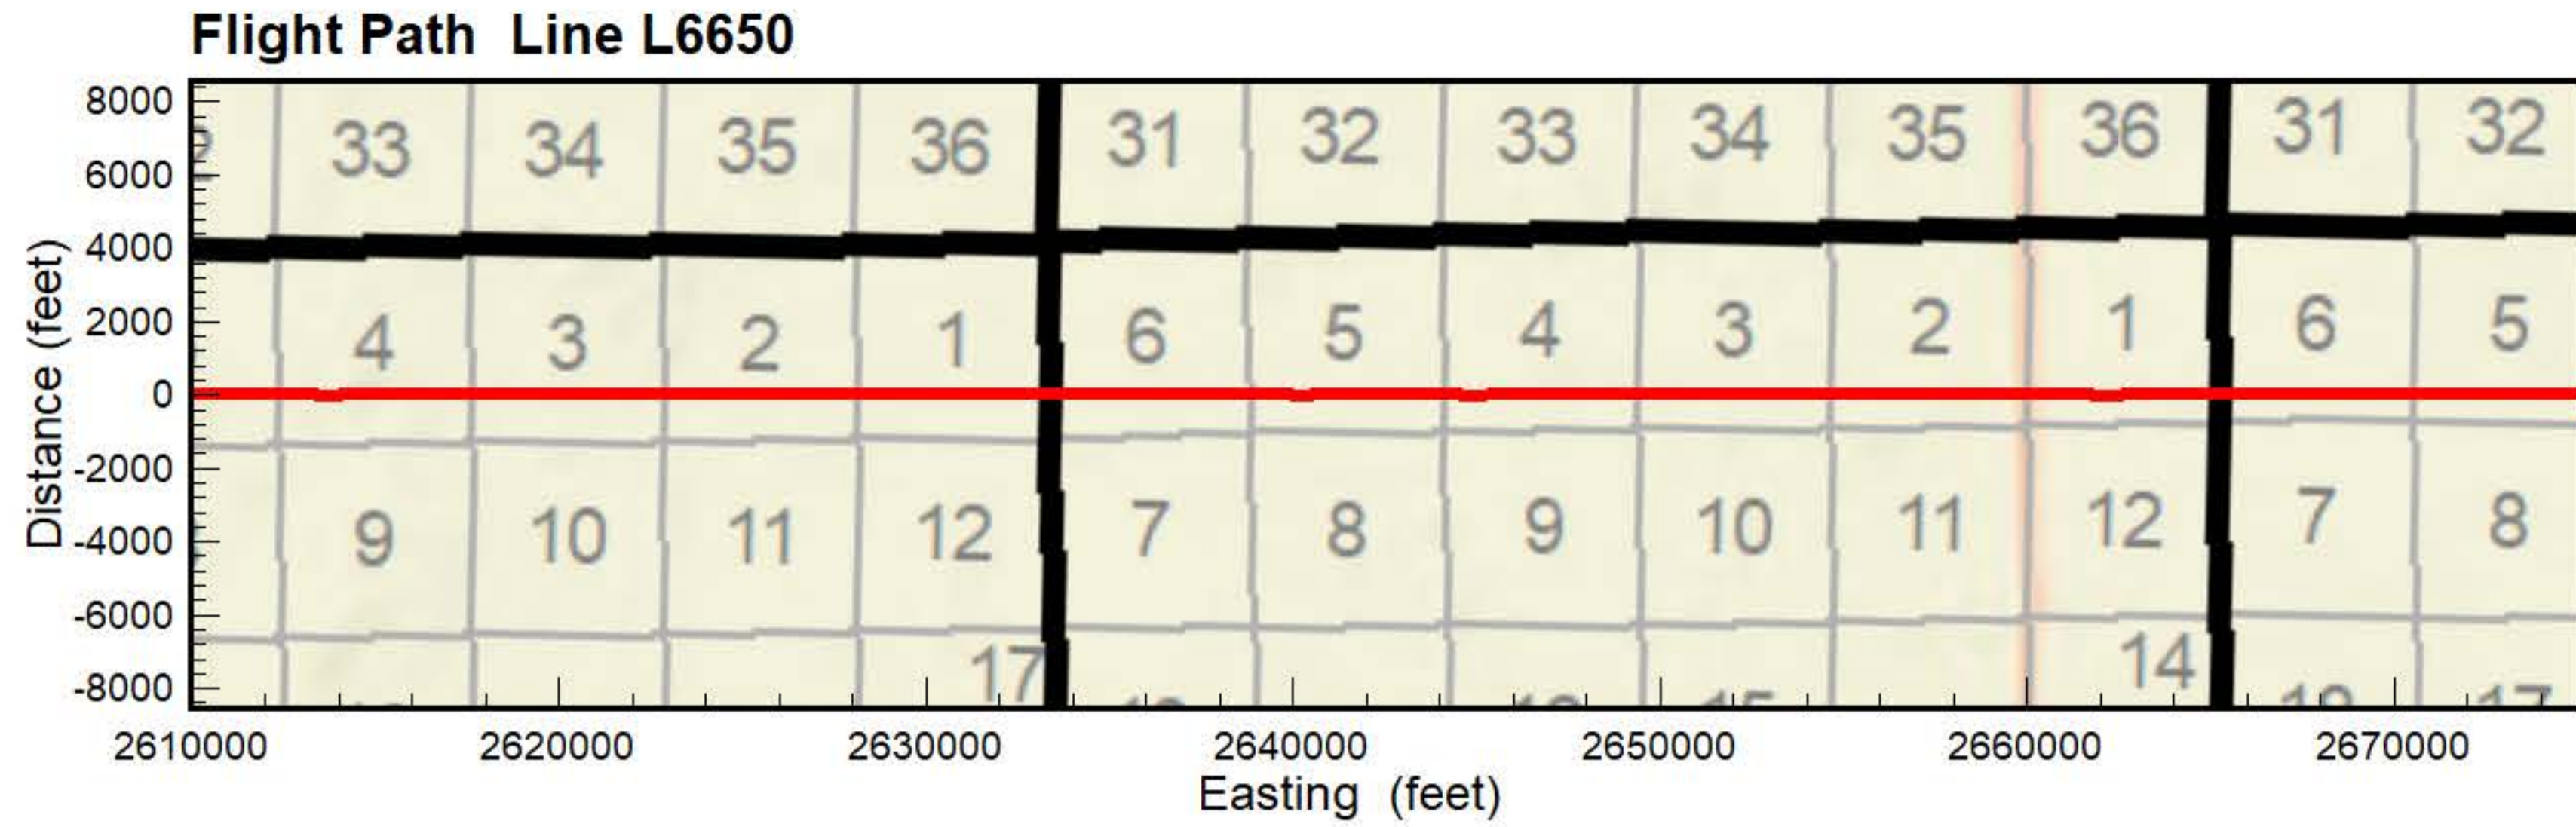 Flight Path Line L6650
8000
33 34 35 36 31 32 33 34 35 36 31 32
6000
4000
Distance (feet)
2000
4 3 2 1 6 5 4 3 2 1 6 5
0
-2000
9 10 11 12 7 8 9 10 11 12 7 8
-4000
-6000
17 14
-8000
2610000 2620000 2630000 2640000 2650000 2660000 2670000
Easting (feet)